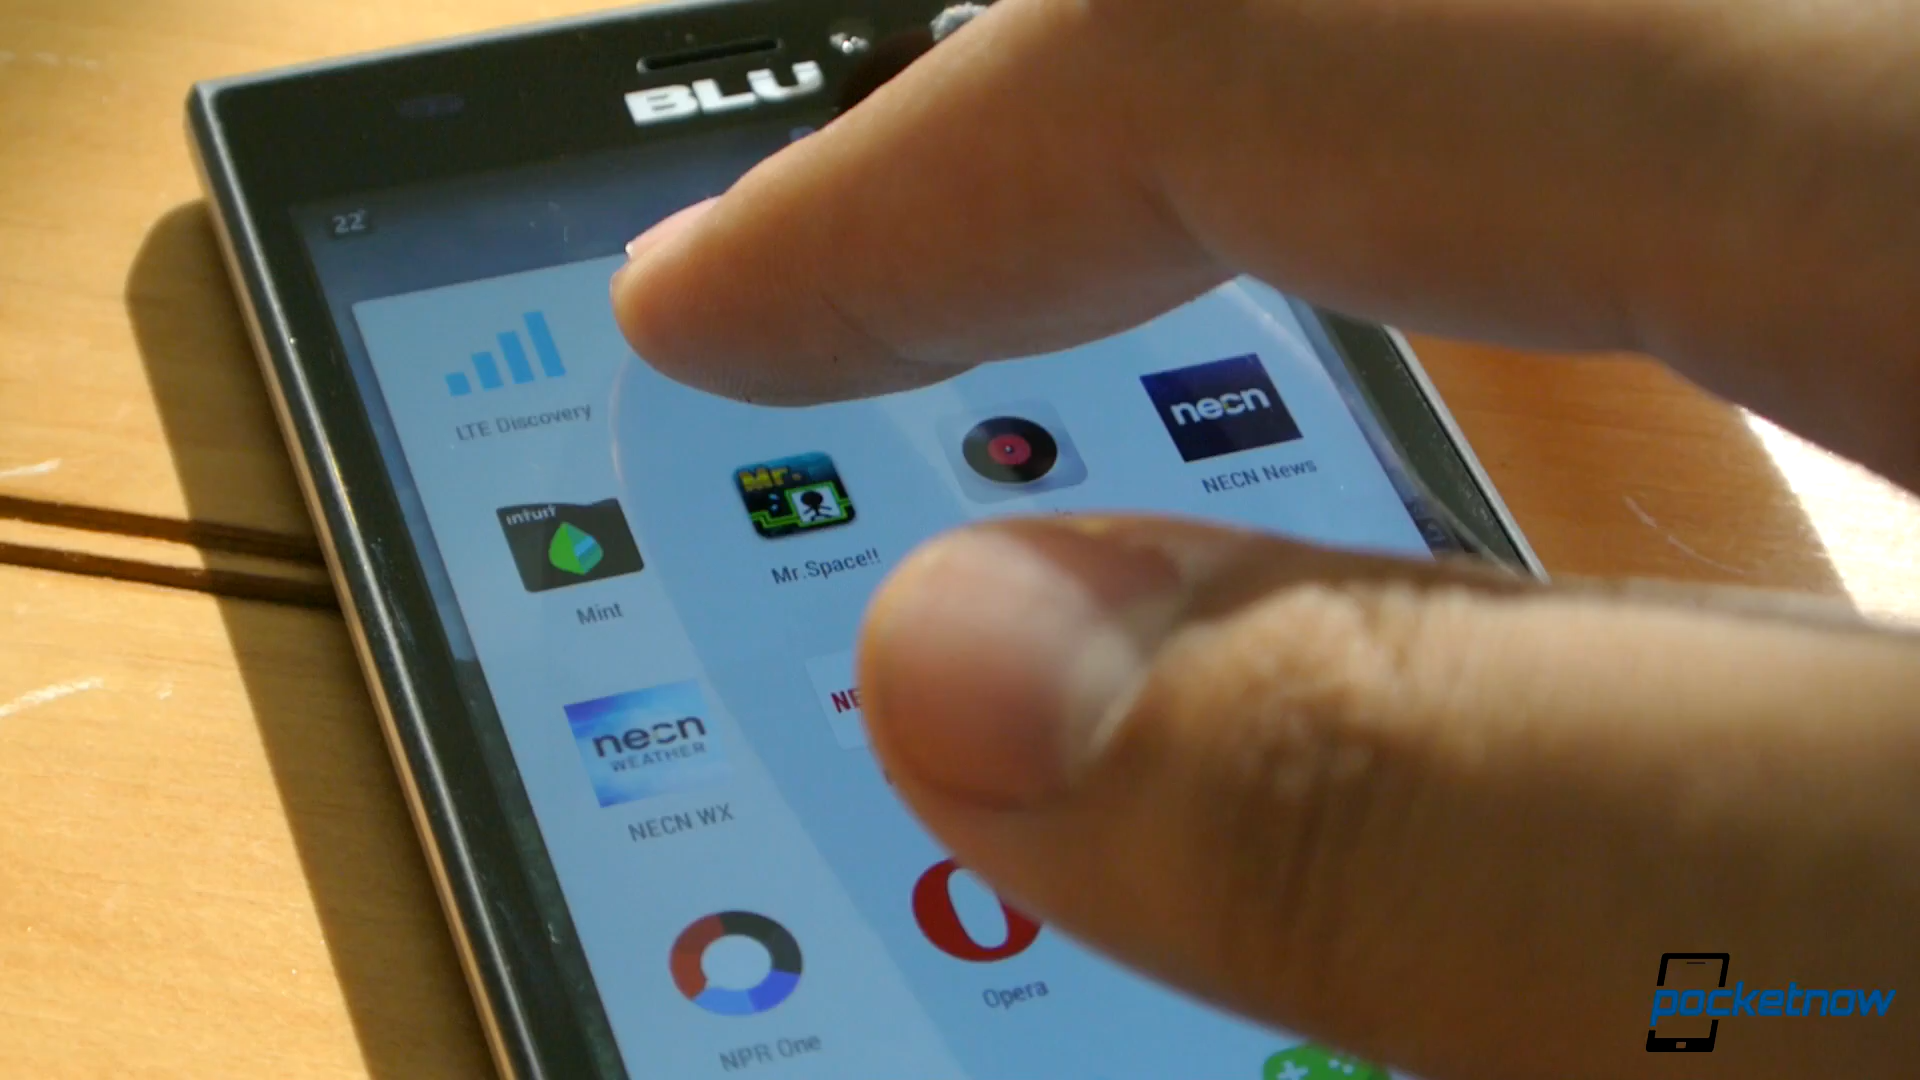 BLU
22°
LTE Discovery
necn
NECN News
Mr.
Mr.Space!!
intuit
Mint
NE
necn
WEATHER
NECN WX
Opera
NPR One
pocketnow